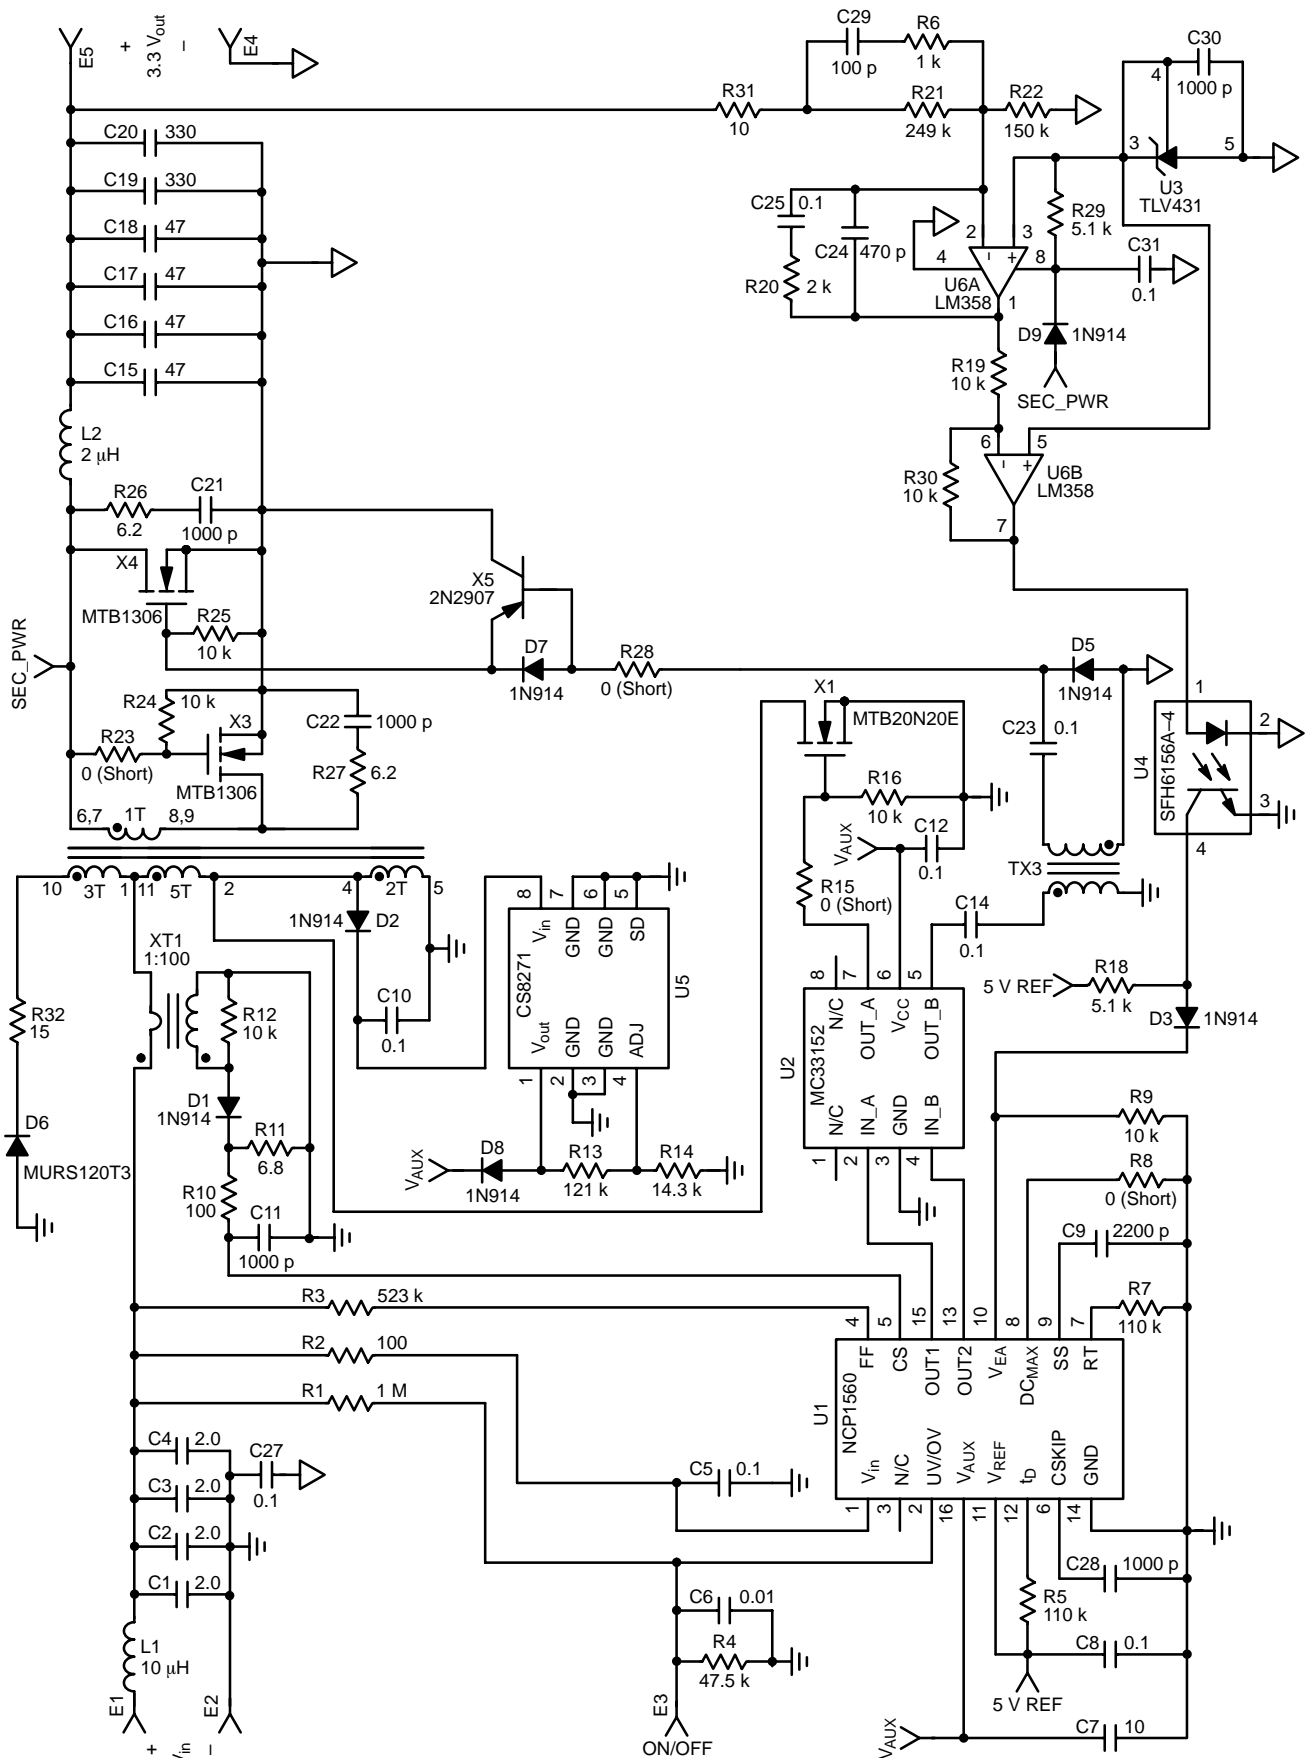 E5
+
3.3 Vout
−
E4
C29
100 p
R6
1 k
C30
1000 p
4
R31
10
R21
249 k
R22
150 k
3
5
U3
TLV431
C20 330
C19 330
C18 47
C17 47
C16 47
C15 47
C25 0.1
C24 470 p
R20 2 k
2
3
4
8
−
+
U6A
LM358
1
R29
5.1 k
C31
0.1
D9 1N914
SEC_PWR
R19
10 k
6
5
−
+
U6B
LM358
R30
10 k
7
L2
2 µH
R26
6.2
C21
1000 p
X4
MTB1306
R25
10 k
X5
2N2907
D7
1N914
R28
0 (Short)
D5
1N914
SEC_PWR
R24 10 k
X3
MTB1306
R23
0 (Short)
C22 1000 p
R27 6.2
X1
MTB20N20E
C23 0.1
1
2
3
4
U4
SFH6156A–4
R16
10 k
VAUX
C12
0.1
R15
0 (Short)
TX3
C14
0.1
6,7
1T
8,9
10
3T
1
11
5T
2
4
2T
5
1N914 D2
XT1
1:100
R32
15
R12
10 k
C10
0.1
8
7
6
5
Vin
GND
GND
SD
CS8271
U5
Vout
GND
GND
ADJ
1
2
3
4
8
7
6
5
N/C
OUT_A
VCC
OUT_B
U2
MC33152
N/C
IN_A
GND
IN_B
1
2
3
4
5 V REF
R18
5.1 k
D3 1N914
D6
MURS120T3
D1
1N914
R11
6.8
R10
100
C11
1000 p
VAUX
D8
1N914
R13
121 k
R14
14.3 k
R9
10 k
R8
0 (Short)
C9 2200 p
R7
110 k
R3 523 k
R2 100
R1 1 M
4
5
15
13
10
8
9
7
FF
CS
OUT1
OUT2
VEA
DCMAX
SS
RT
U1
NCP1560
Vin
N/C
UV/OV
VAUX
VREF
tD
CSKIP
GND
1
3
2
16
11
12
6
14
C4 2.0
C3 2.0
C2 2.0
C1 2.0
C27
0.1
C5 0.1
C28 1000 p
R5
110 k
C6 0.01
R4
47.5 k
C8 0.1
5 V REF
L1
10 µH
E1
E2
+
Vin
−
E3
ON/OFF
VAUX
C7 10